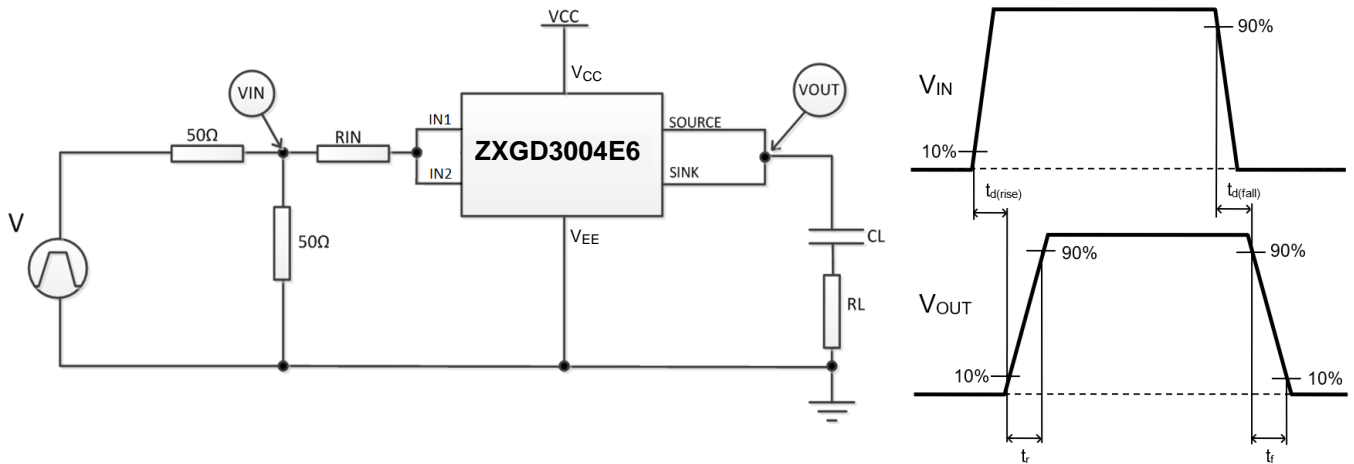 VCC
VCC
VIN
VOUT
50Ω
RIN
IN1
IN2
ZXGD3004E6
SOURCE
SINK
V
50Ω
VEE
CL
RL
VIN
90%
10%
td(rise)
td(fall)
VOUT
90%
90%
10%
10%
tr
tf